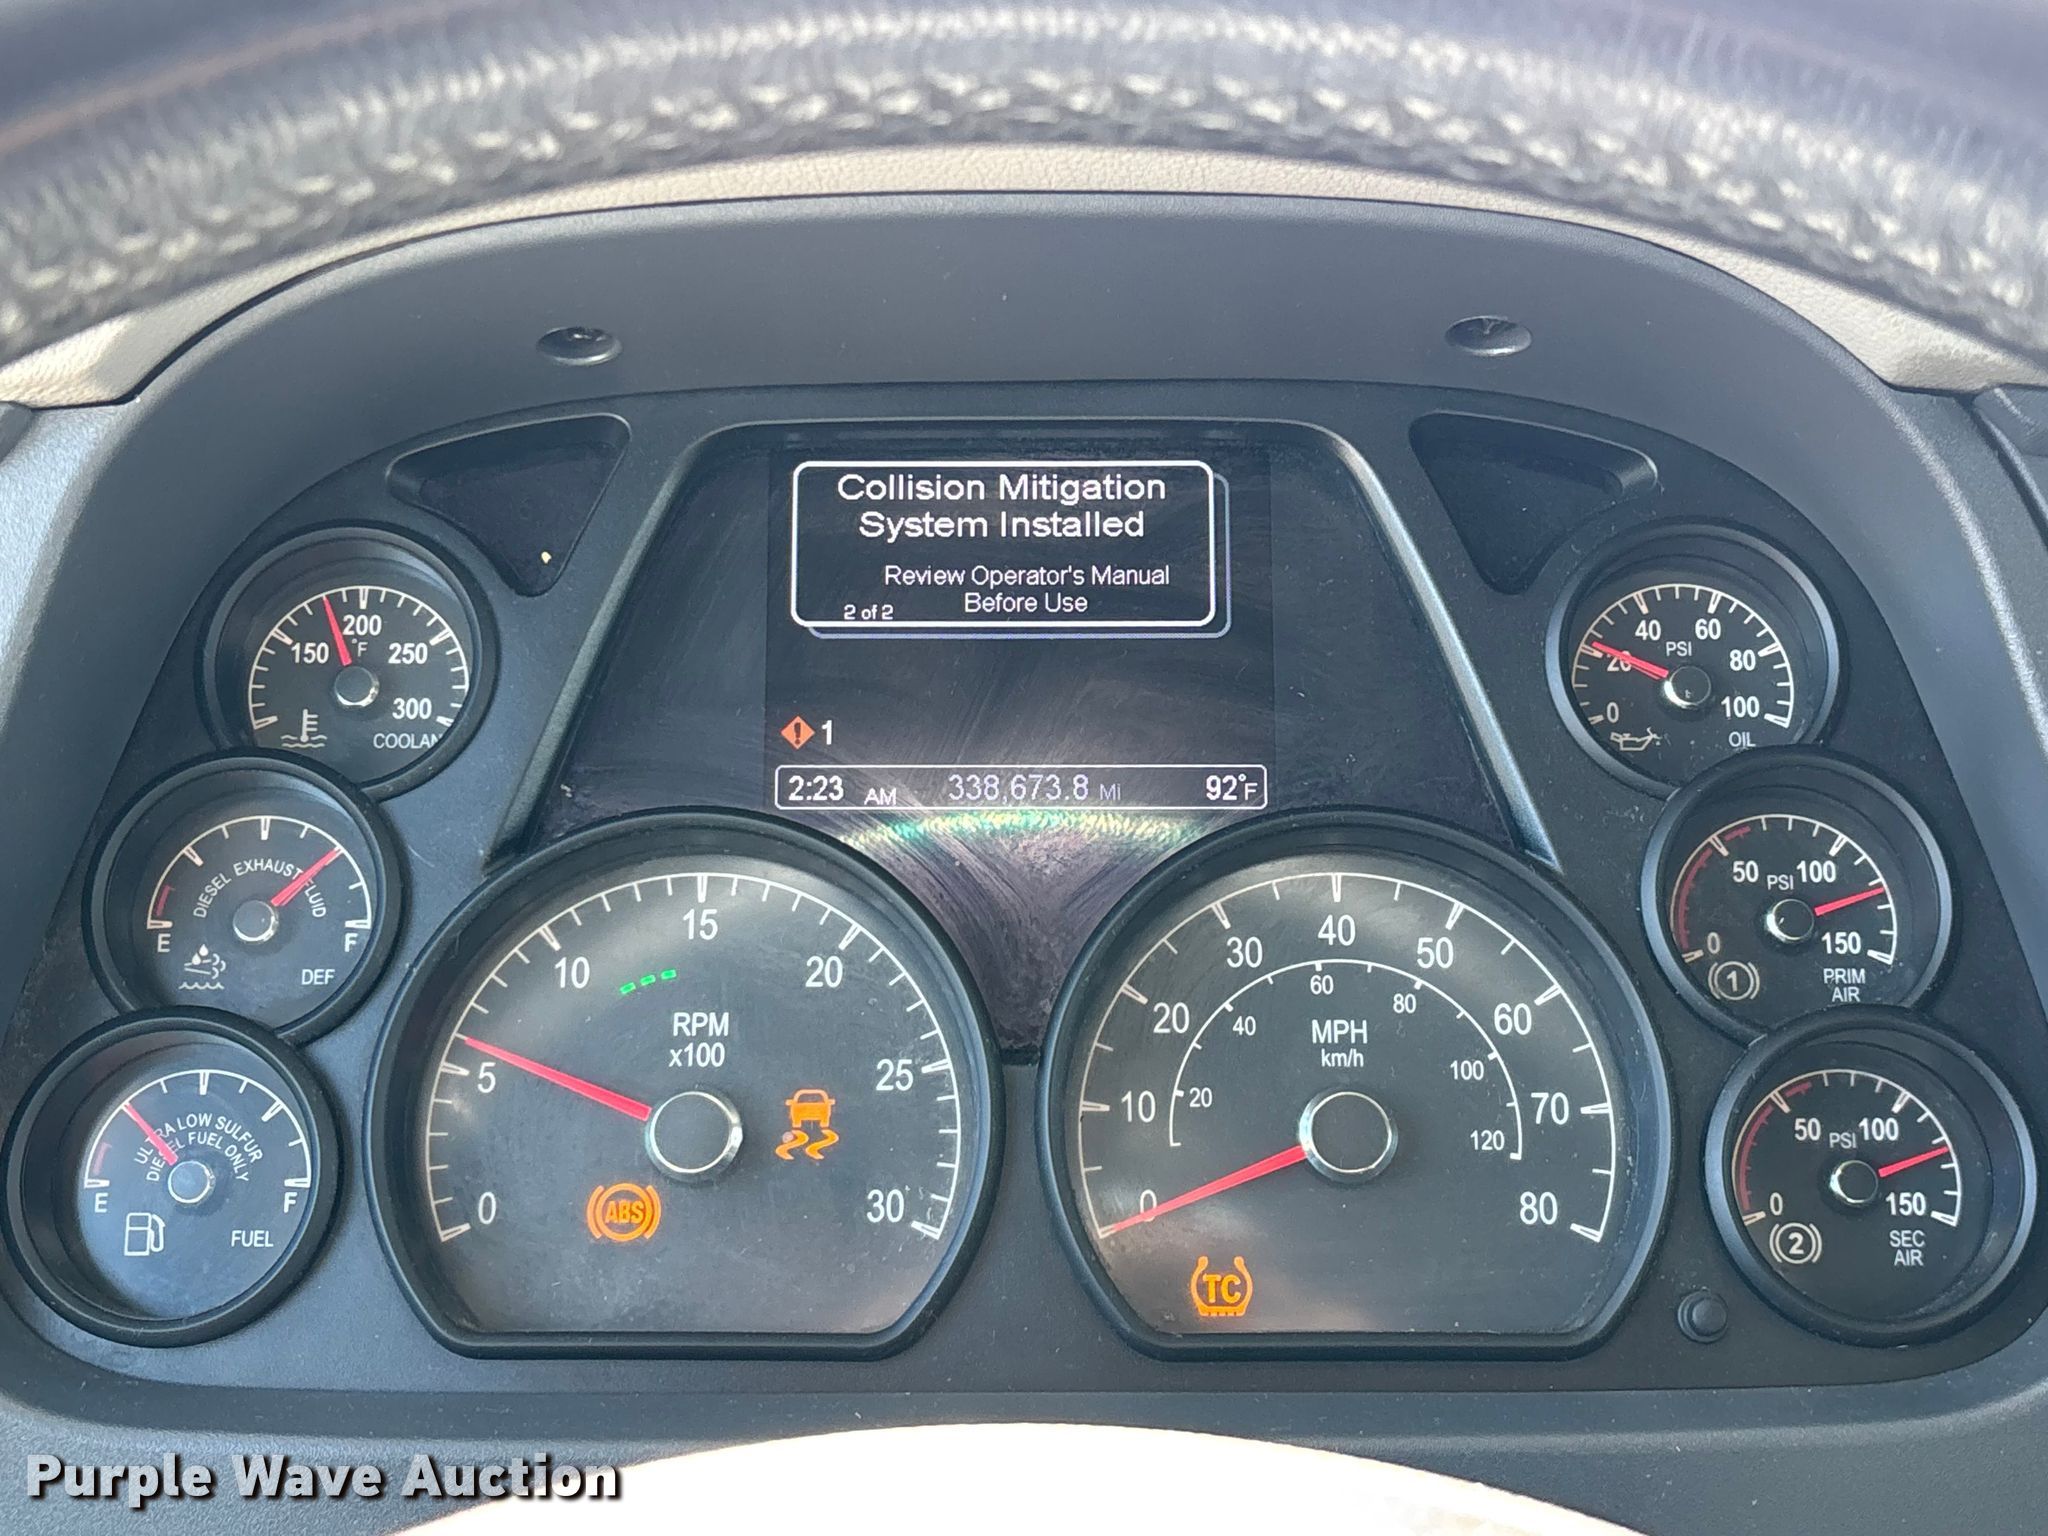 Collision Mitigation
System Installed
Review Operator's Manual
Before Use
2 of 2
1
2:23 AM 338,673.8 Mi 92°F
150 200 250 300
°F
COOLANT
DIESEL EXHAUST FLUID
E F
DEF
ULTRA LOW SULFUR
DIESEL FUEL ONLY
E F
FUEL
0 5 10 15 20 25 30
RPM
x100
ABS
0 10 20 30 40 50 60 70 80
MPH
km/h
20 40 60 80 100 120
TC
0 20 40 60 80 100
PSI
OIL
0 50 100 150
PSI
1
PRIM
AIR
0 50 100 150
PSI
2
SEC
AIR
Purple Wave Auction